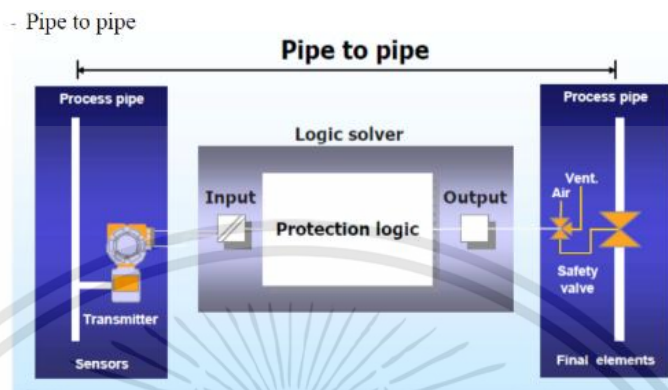 - Pipe to pipe
Pipe to pipe
Process pipe
Transmitter
Sensors
Logic solver
Input
Protection logic
Output
Process pipe
Vent.
Air
Safety
valve
Final elements